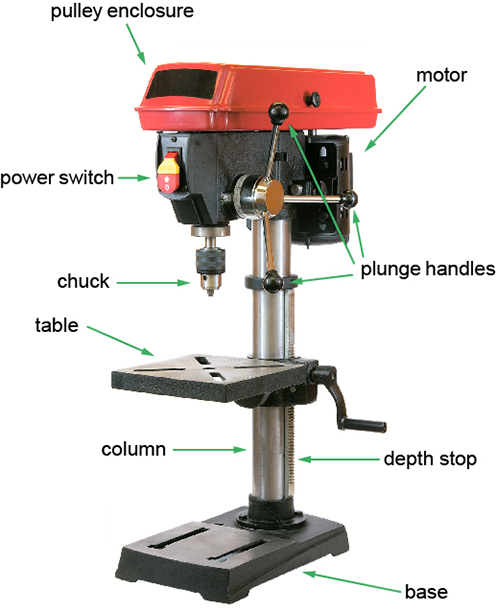 pulley enclosure
motor
power switch
plunge handles
chuck
table
column
depth stop
base